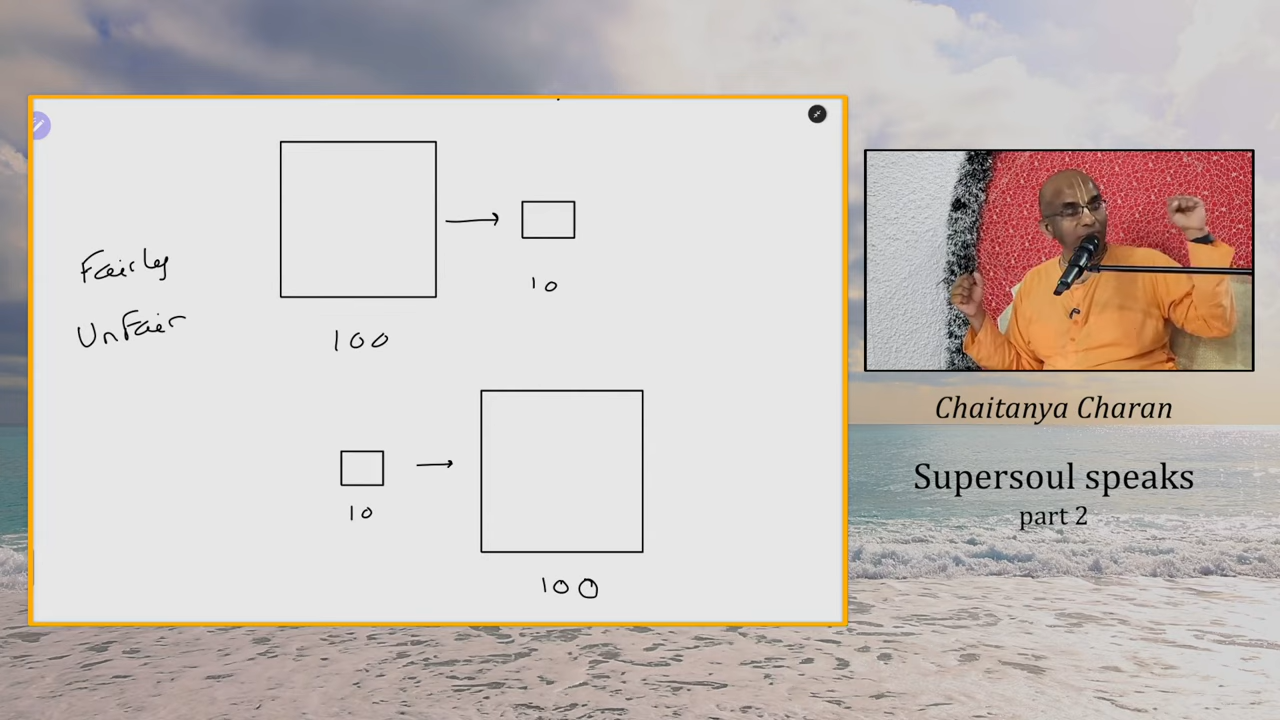 Fairly
UnFair
100
10
10
100
Chaitanya Charan
Supersoul speaks
part 2